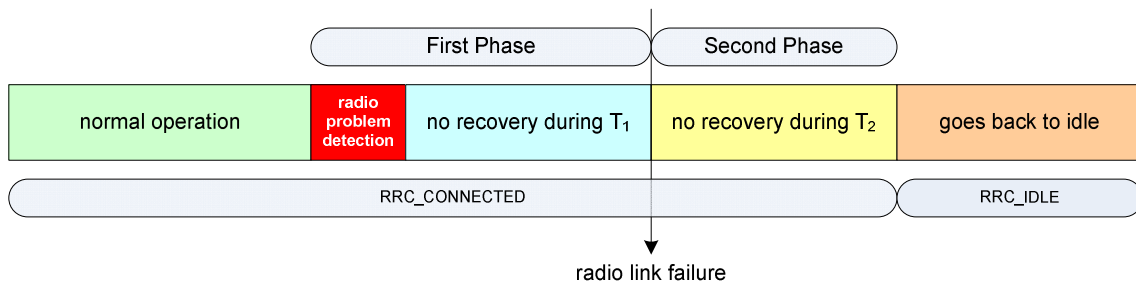 First Phase
Second Phase
normal operation
radio
problem
detection
no recovery during T₁
no recovery during T₂
goes back to idle
RRC_CONNECTED
RRC_IDLE
radio link failure